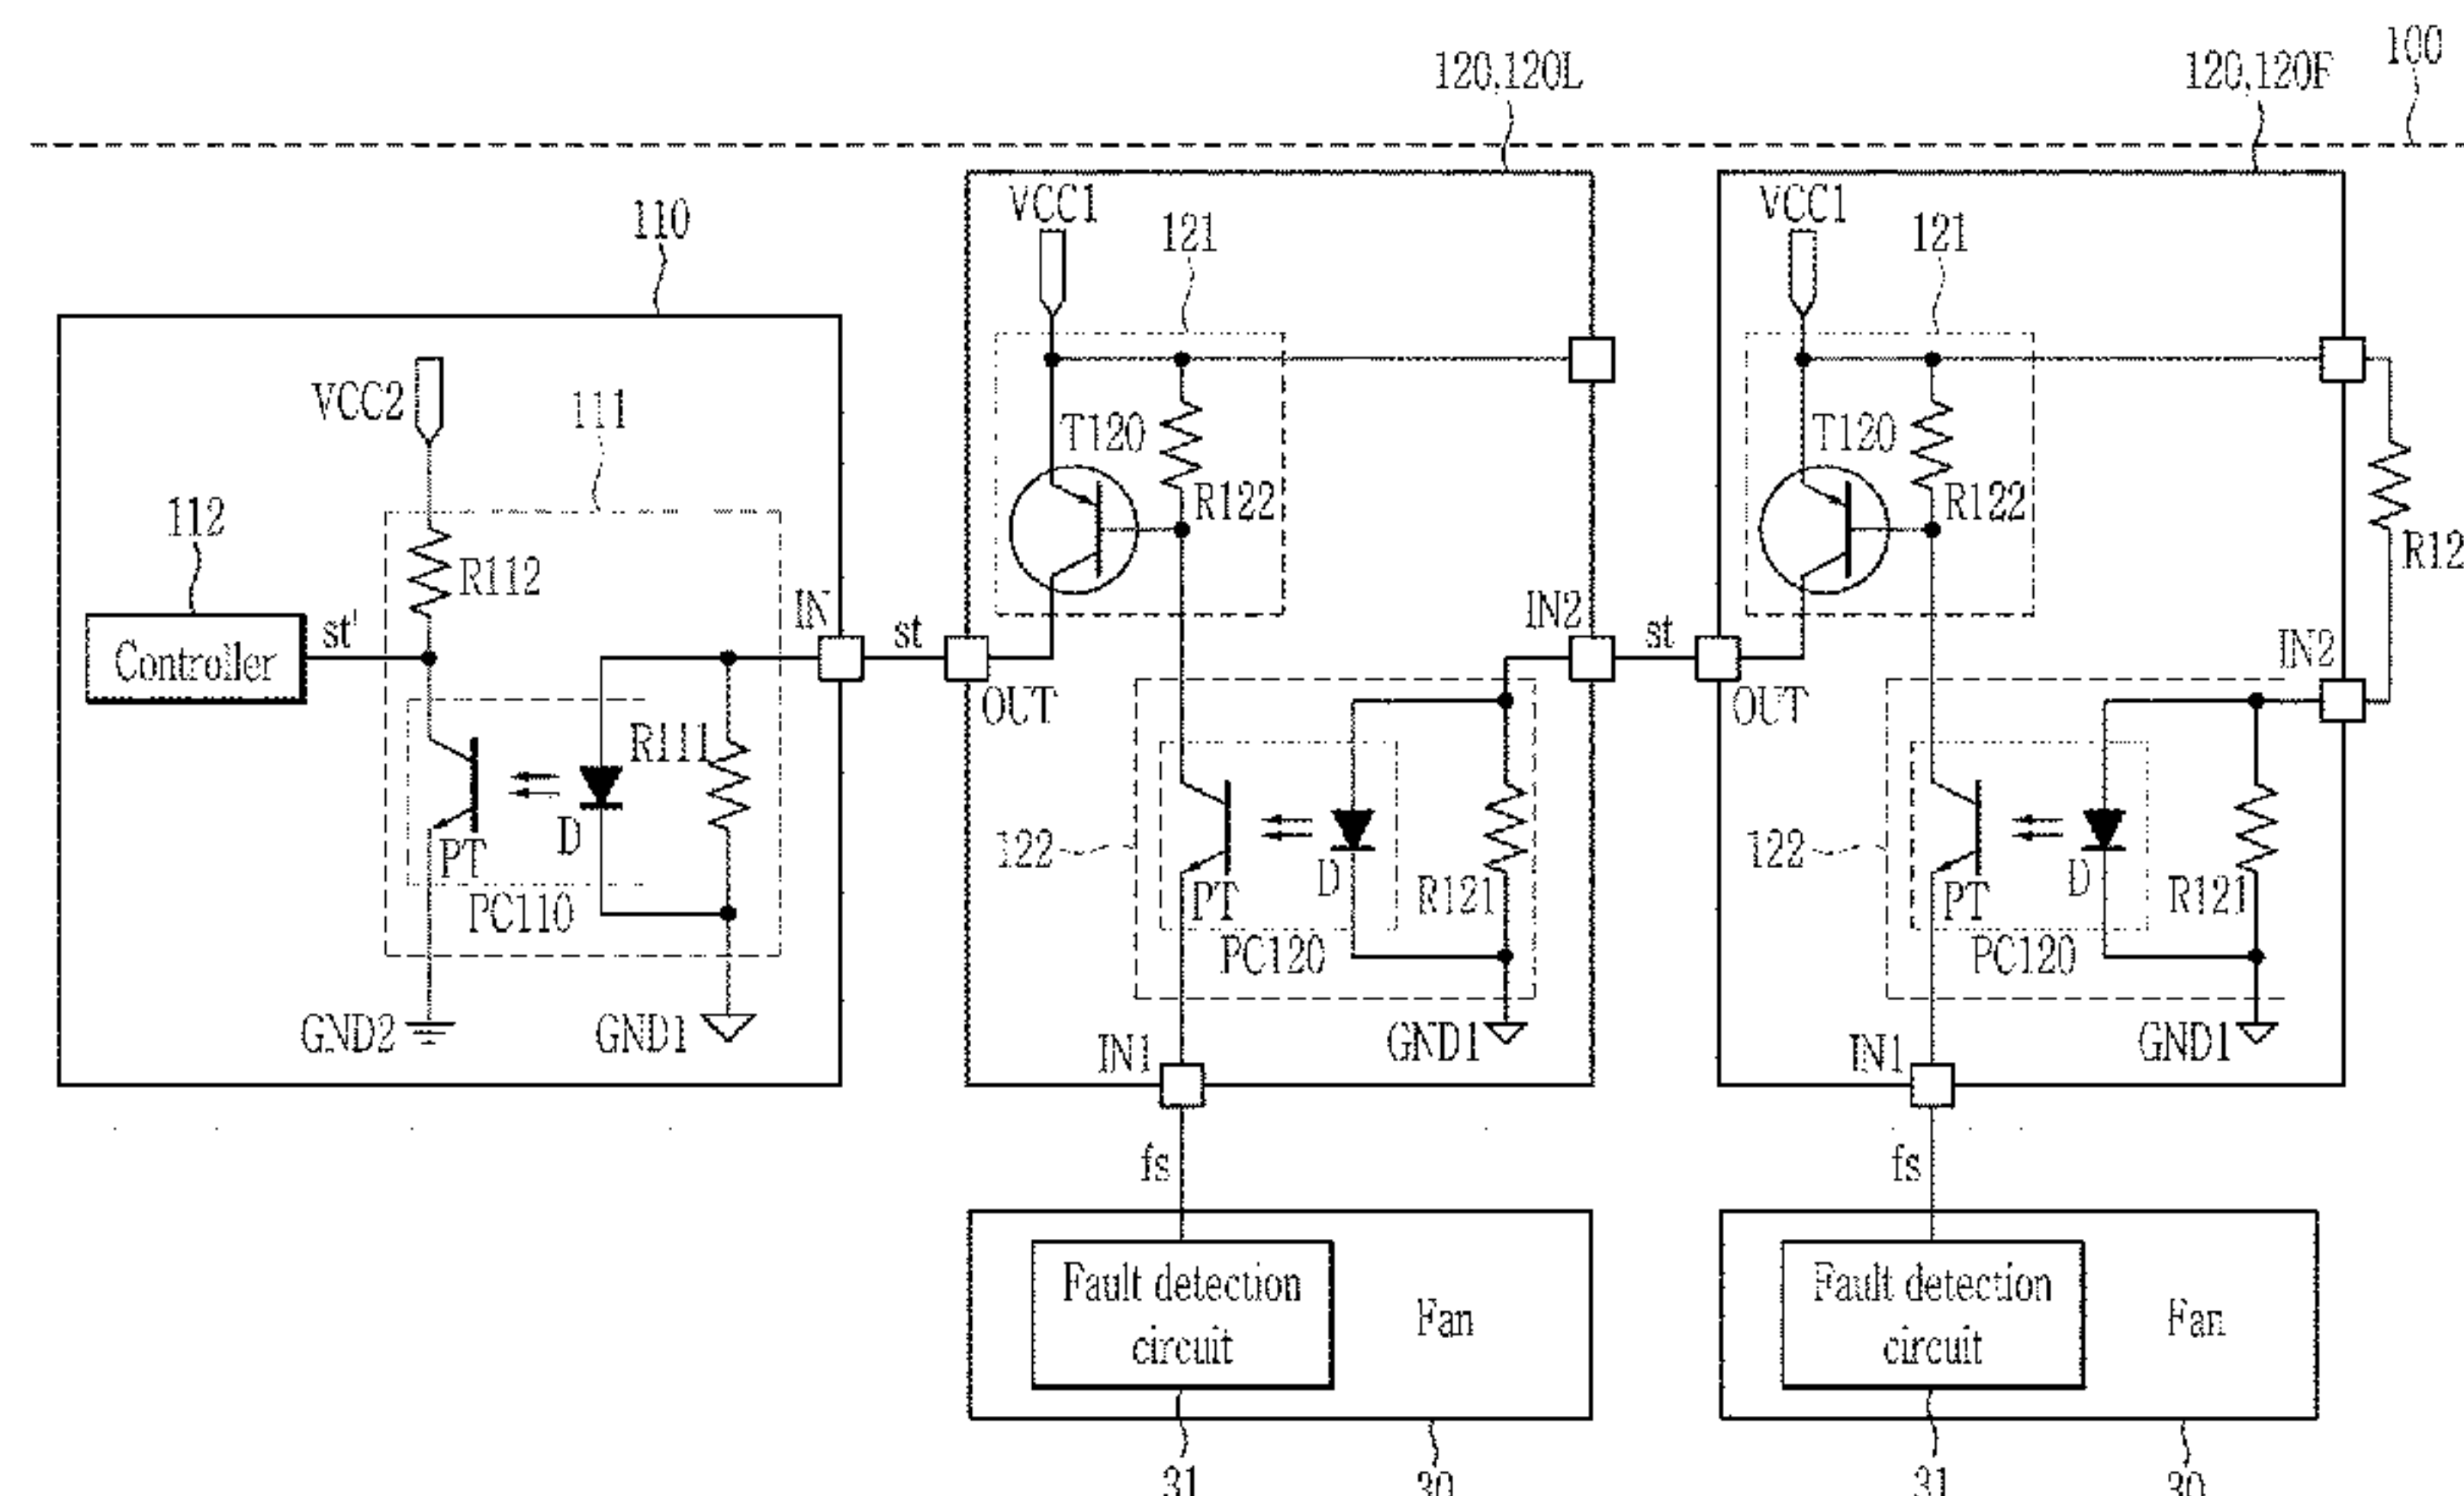 100
120,120L
120,120F
110
VCC1
121
VCC1
121
VCC2
111
T120
R122
T120
R122
R12
112
R112
Controller
st'
IN
st
OUT
IN2
st
OUT
IN2
R111
D
PT
PC110
122
PT
D
R121
PC120
122
PT
D
R121
PC120
GND2
GND1
IN1
GND1
IN1
GND1
fs
fs
Fault detection
circuit
Fan
Fault detection
circuit
Fan
31
30
31
30